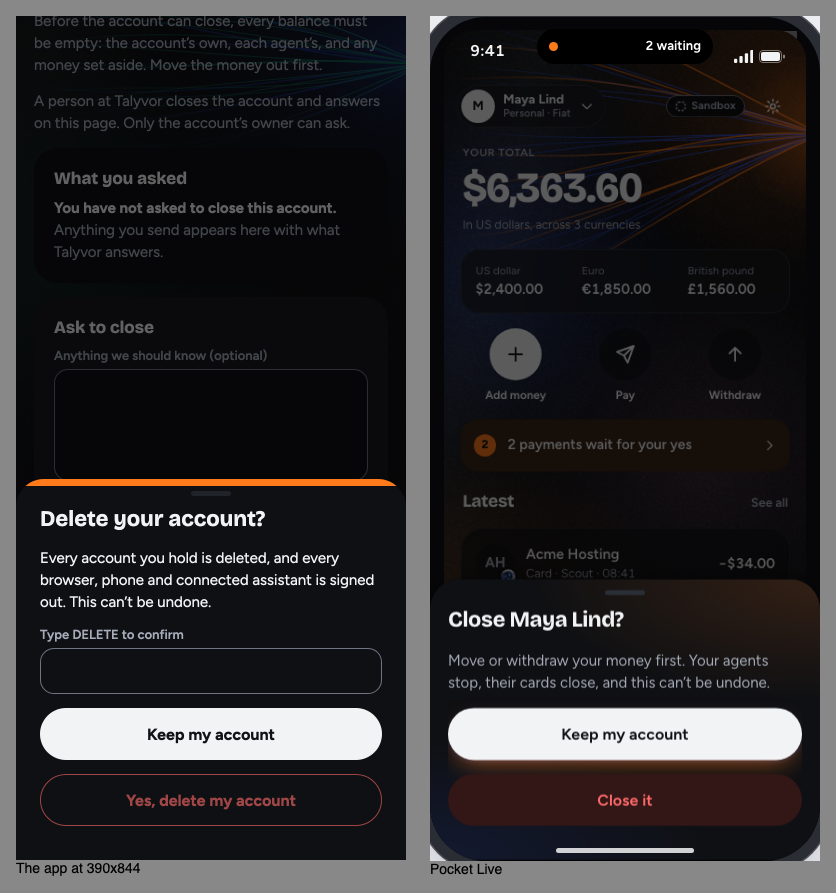 Before the account can close, every balance must
be empty: the account's own, each agent's, and any
money set aside. Move the money out first.
A person at Talyvor closes the account and answers
on this page. Only the account's owner can ask.
What you asked
You have not asked to close this account.
Anything you send appears here with what
Talyvor answers.
Ask to close
Anything we should know (optional)
Delete your account?
Every account you hold is deleted, and every
browser, phone and connected assistant is signed
out. This can't be undone.
Type DELETE to confirm
Keep my account
Yes, delete my account
The app at 390x844
9:41
2 waiting
M
Maya Lind
Personal · Fiat
Sandbox
YOUR TOTAL
$6,363.60
In US dollars, across 3 currencies
US dollar Euro British pound
$2,400.00 €1,850.00 £1,560.00
Add money Pay Withdraw
2 2 payments wait for your yes
Latest See all
AH
Acme Hosting
Card · Scout · 08:41
−$34.00
Close Maya Lind?
Move or withdraw your money first. Your agents
stop, their cards close, and this can't be undone.
Keep my account
Close it
Pocket Live